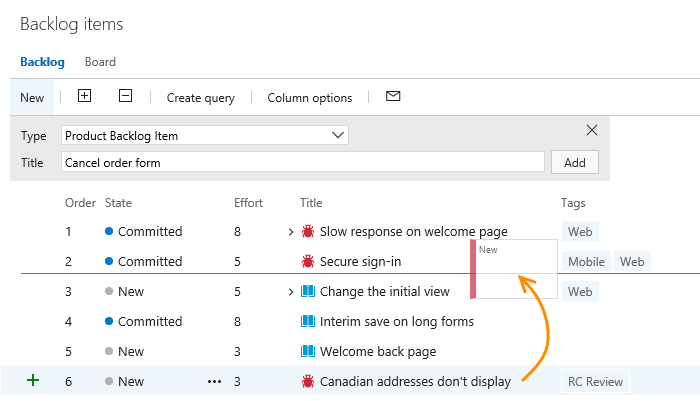 Backlog items
Backlog Board
New Create query Column options
Type Product Backlog Item
Title Cancel order form Add
Order State Effort Title Tags
1 Committed 8 Slow response on welcome page Web
New
2 Committed 5 Secure sign-in Mobile Web
3 New 5 Change the initial view Web
4 Committed 8 Interim save on long forms
5 New 3 Welcome back page
6 New 3 Canadian addresses don't display RC Review